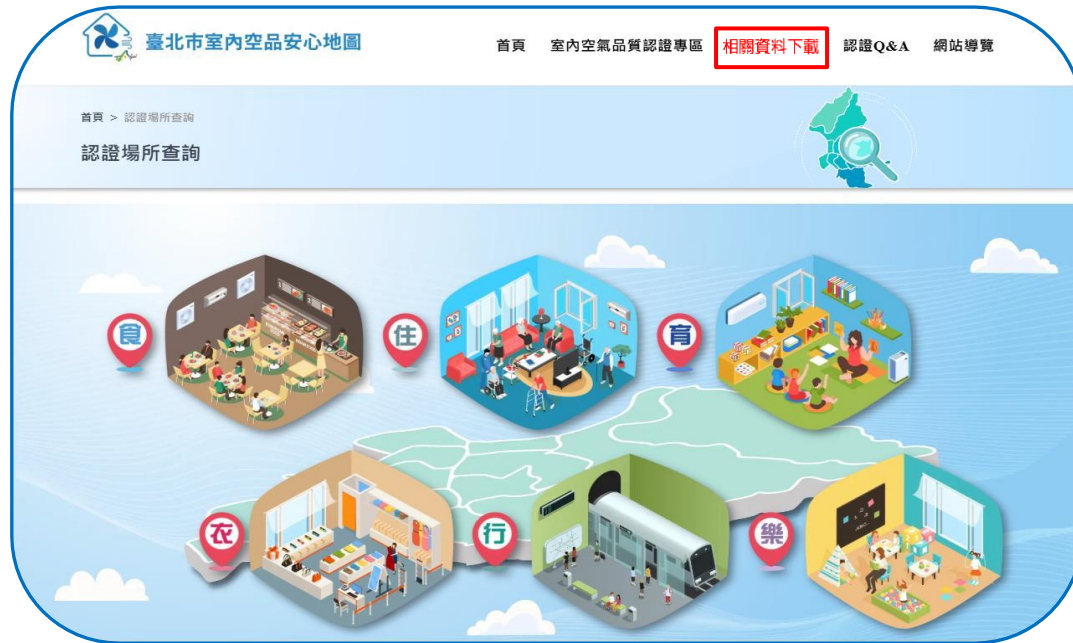 臺北市室內空品安心地圖
首頁 室內空氣品質認證專區 相關資料下載 認證Q&A 網站導覽
首頁 > 認證場所查詢
認證場所查詢
食 住 育
衣 行 樂